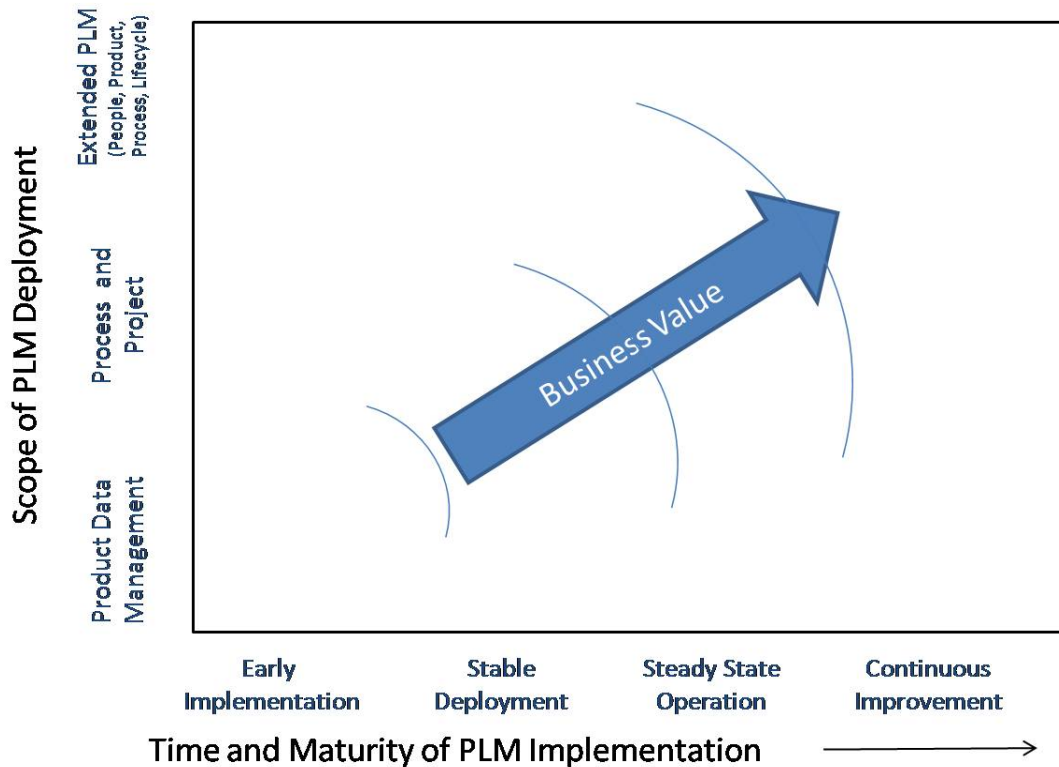 Scope of PLM Deployment
Extended PLM
(People, Product,
Process, Lifecycle)
Process and
Project
Product Data
Management
Business Value
Early
Implementation
Stable
Deployment
Steady State
Operation
Continuous
Improvement
Time and Maturity of PLM Implementation